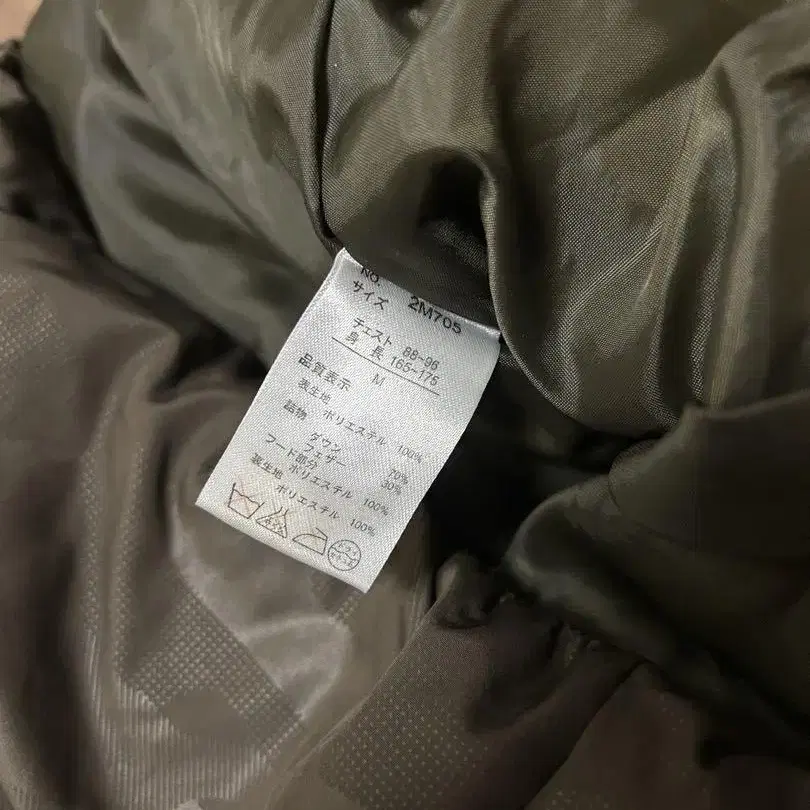 NO. 2M705
サイズ
チェスト 88-96
身 長 165-175
M
品質表示
表生地
ポリエステル 100%
詰物
ダウン 70%
フェザー 30%
フード部分
表生地
ポリエステル 100%
ポリエステル 100%